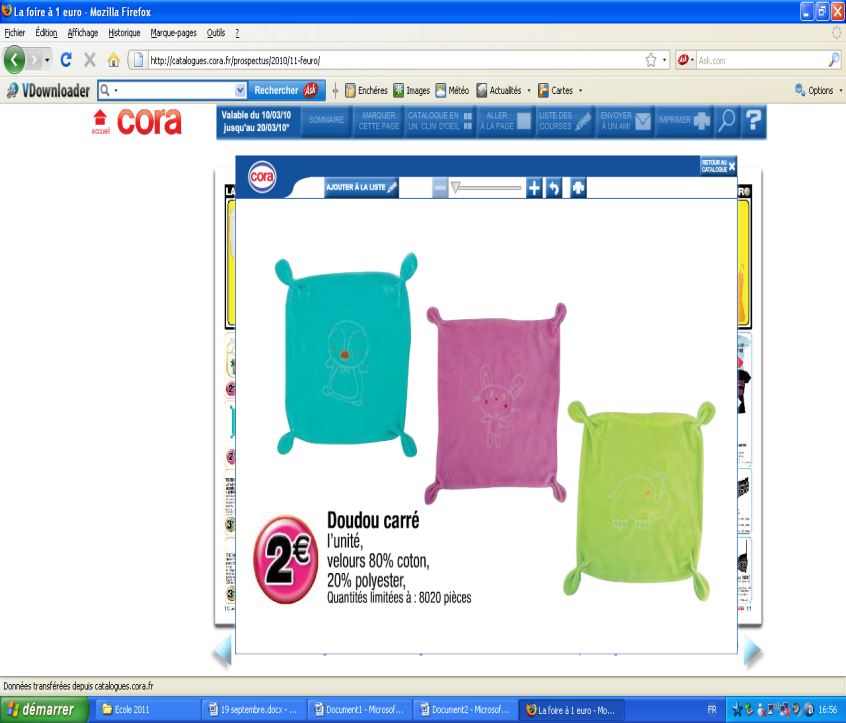 La foire à 1 euro - Mozilla Firefox
Fichier Édition Affichage Historique Marque-pages Outils ?
http://catalogues.cora.fr/prospectus/2010/11-feuro/ Ask.com
VDownloader Rechercher Ask Enchères Images Météo Actualités Cartes Options
accueil cora
Valable du 10/03/10
jusqu'au 20/03/10*
SOMMAIRE
MARQUER
CETTE PAGE
CATALOGUE EN
UN CLIN D'OEIL
ALLER
À LA PAGE
LISTE DES
COURSES
ENVOYER
À UN AMI
IMPRIMER
?
cora
RETOUR AU
CATALOGUE X
AJOUTER À LA LISTE
2€
Doudou carré
l'unité,
velours 80% coton,
20% polyester,
Quantités limitées à : 8020 pièces
10
11
Données transférées depuis catalogues.cora.fr
démarrer Ecole 2011 19 septembre.docx - ... Document1 - Microsof... Document2 - Microsof... La foire à 1 euro - Mo... FR 16:56